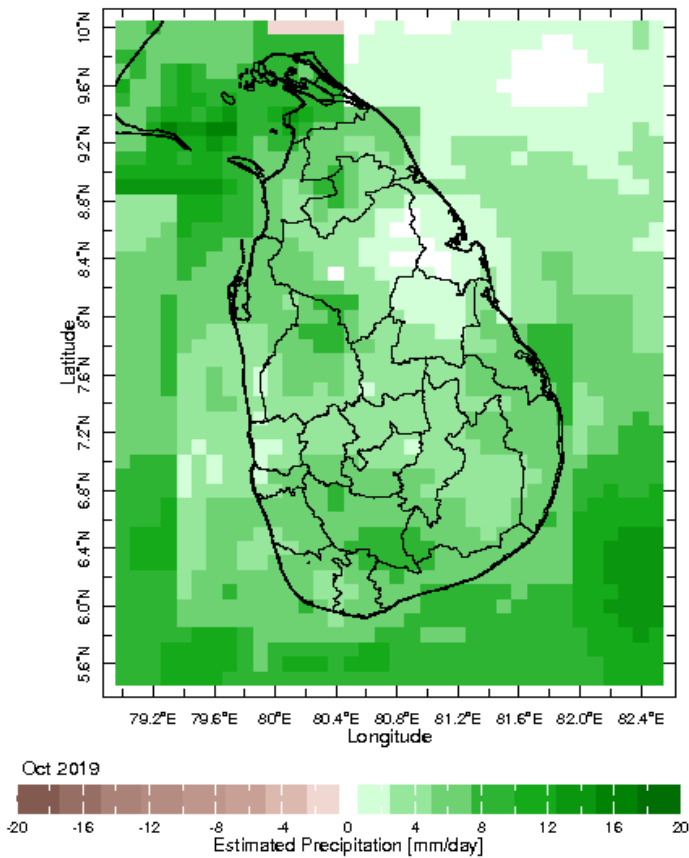 10°N
9.6°N
9.2°N
8.8°N
8.4°N
8°N
7.6°N
7.2°N
6.8°N
6.4°N
6.0°N
5.6°N
Latitude
79.2°E 79.6°E 80°E 80.4°E 80.8°E 81.2°E 81.6°E 82.0°E 82.4°E
Longitude
Oct 2019
-20 -16 -12 -8 -4 0 4 8 12 16 20
Estimated Precipitation [mm/day]